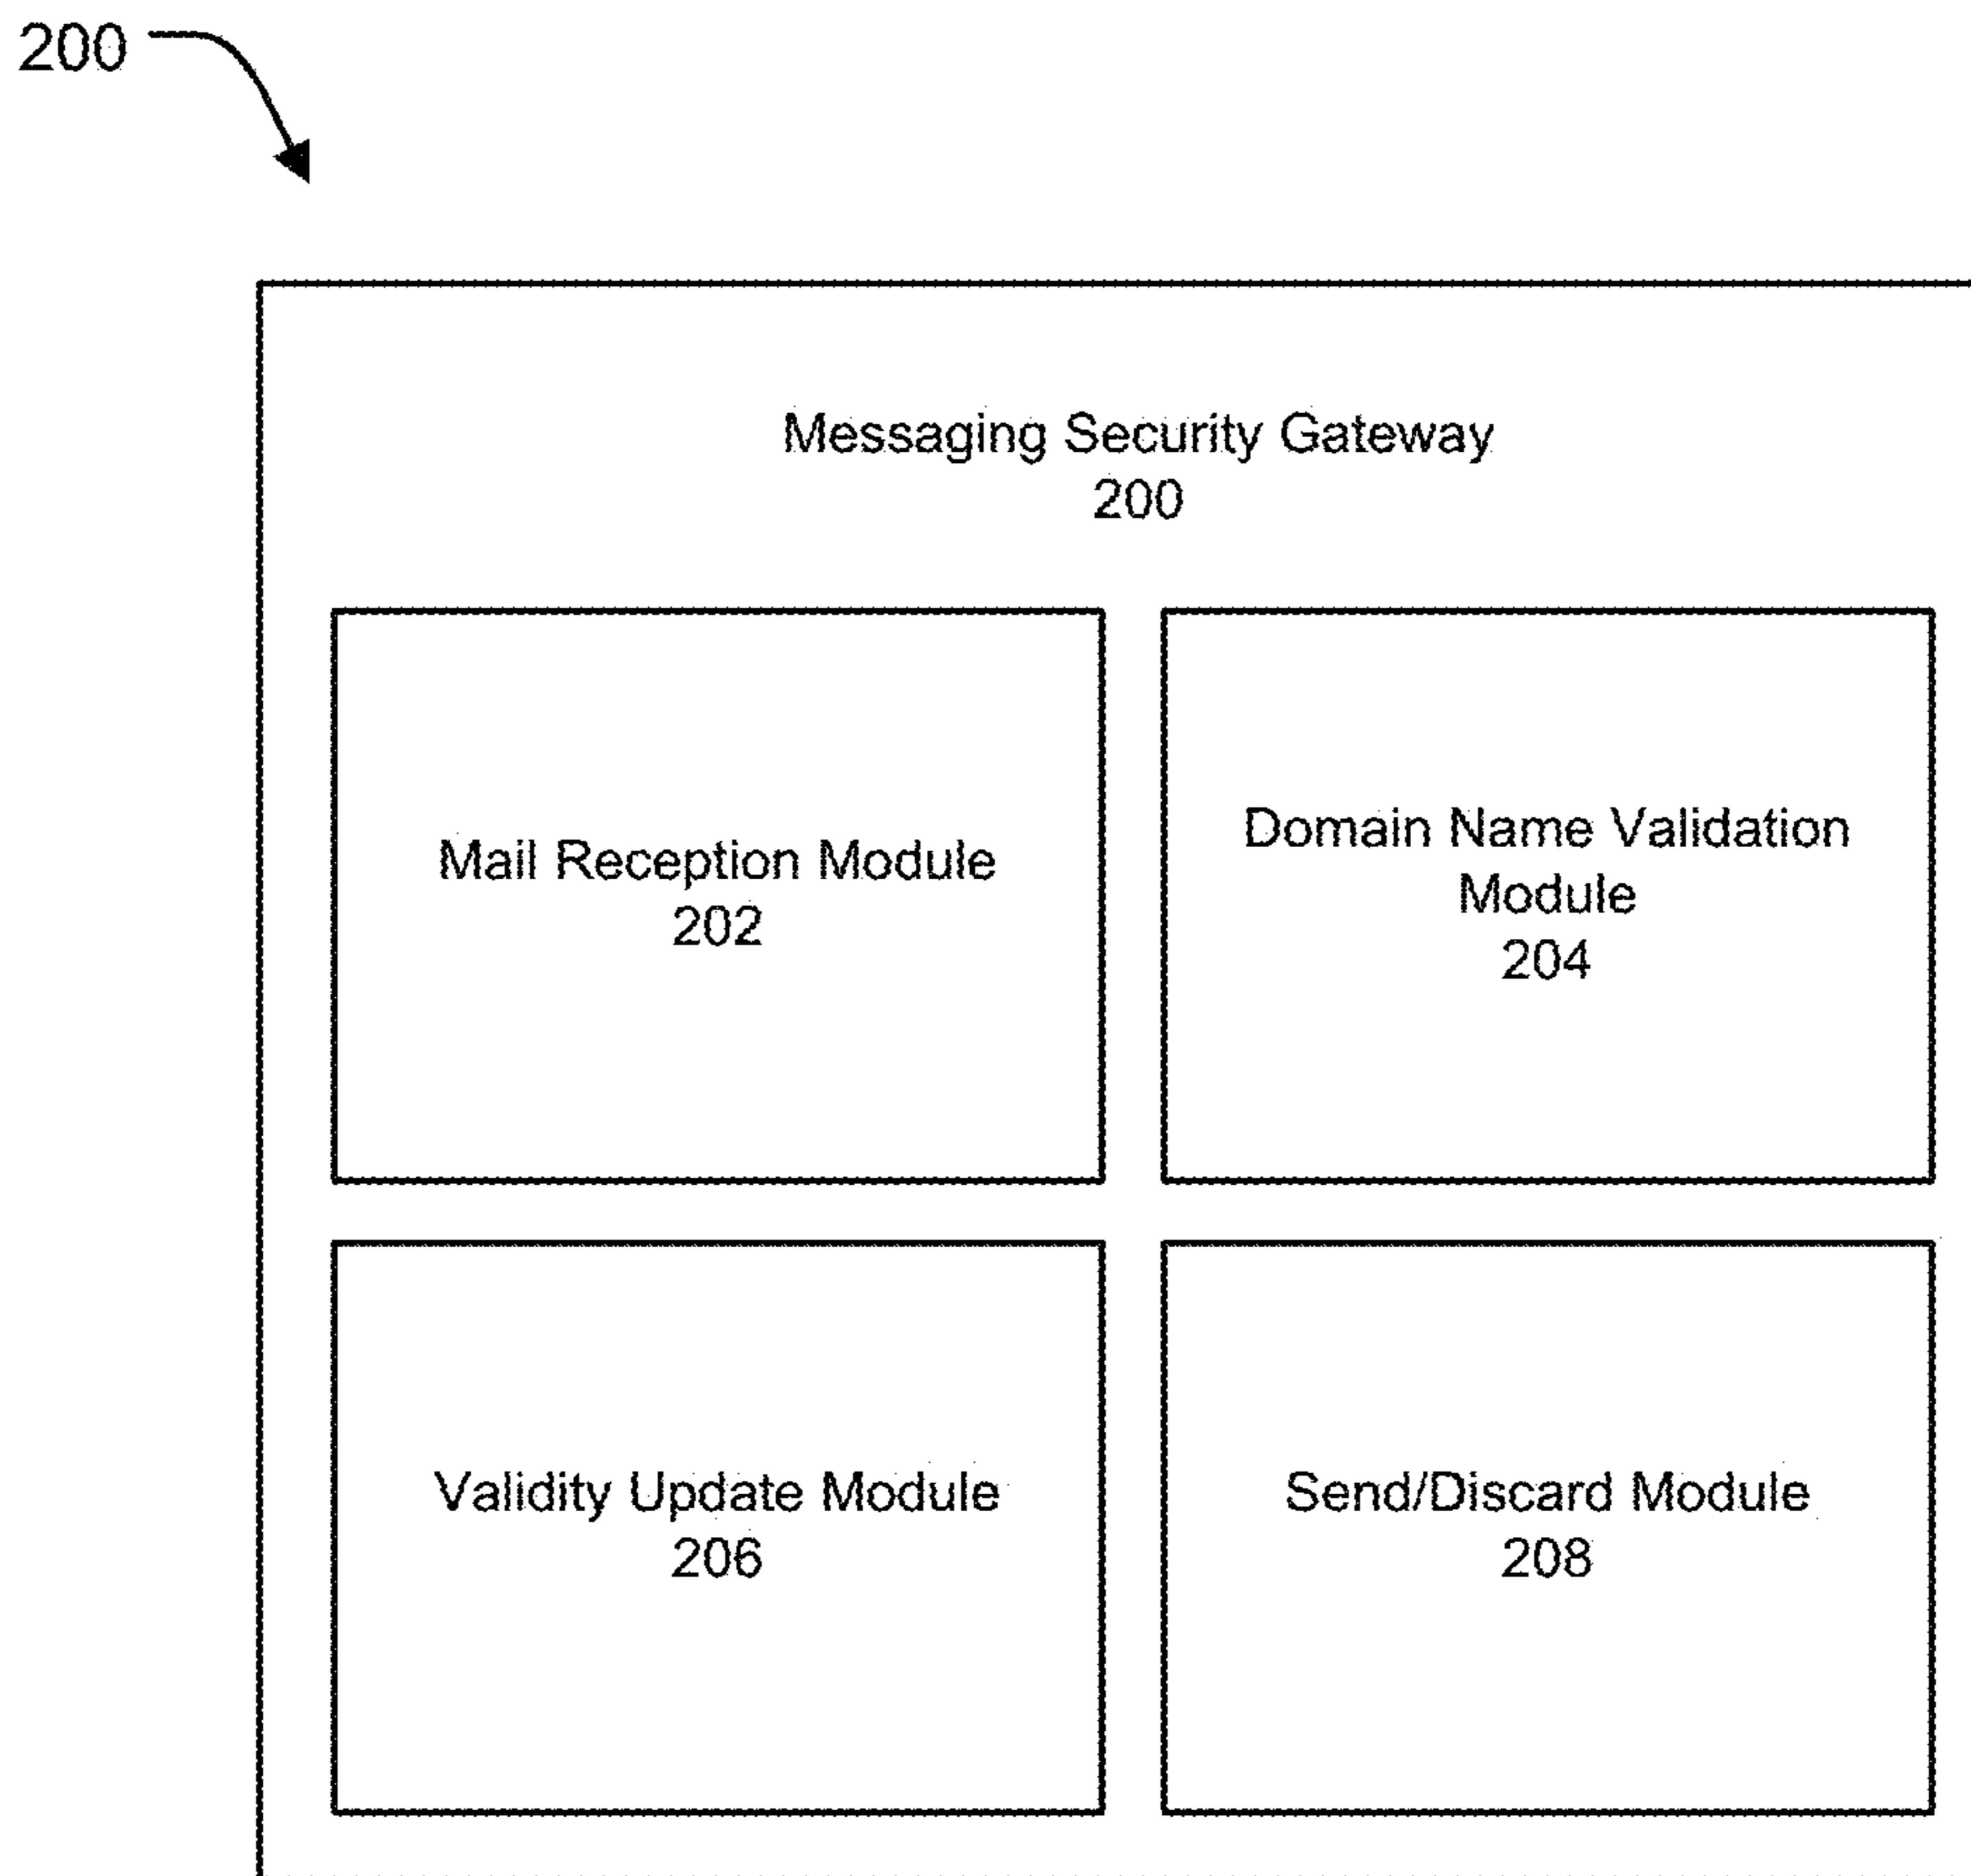 200
Messaging Security Gateway
200
Mail Reception Module
202
Domain Name Validation
Module
204
Validity Update Module
206
Send/Discard Module
208